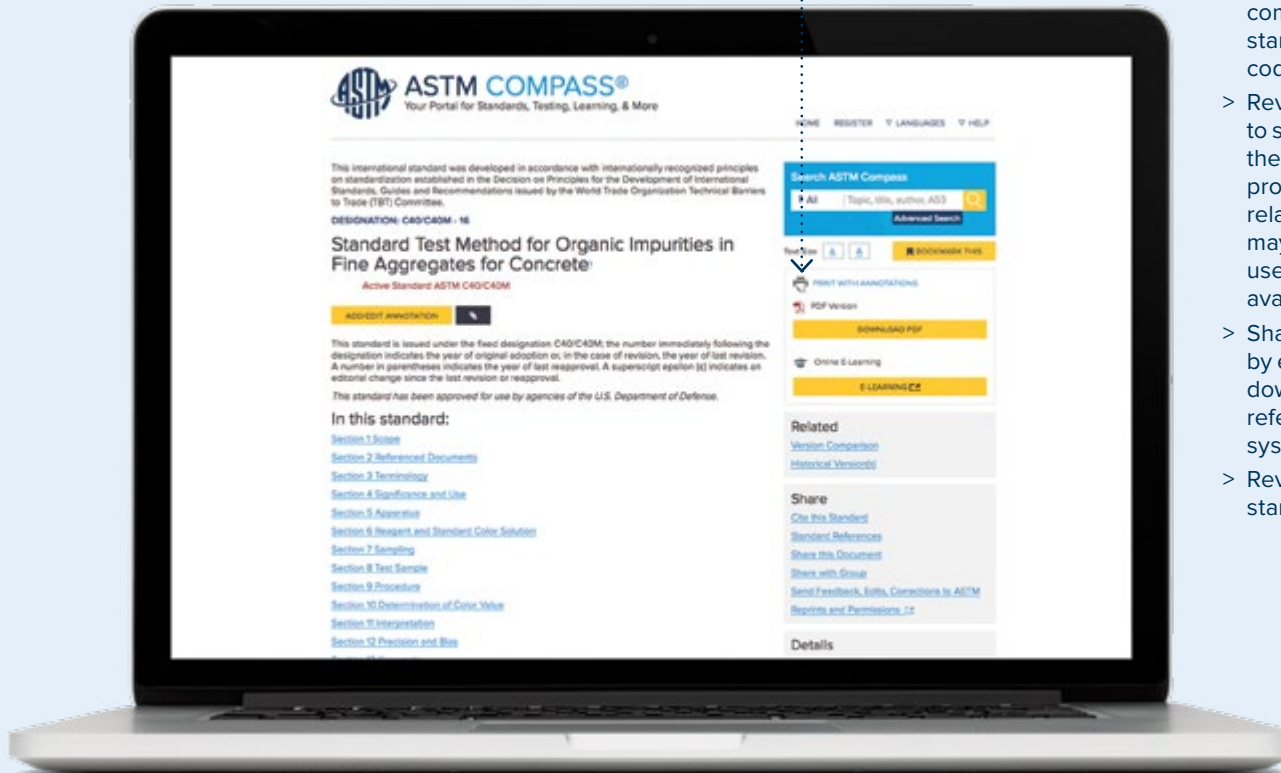 ASTM
ASTM COMPASS®
Your Portal for Standards, Testing, Learning, & More
HOME REGISTER ∇ LANGUAGES ∇ HELP
This international standard was developed in accordance with internationally recognized principles
on standardization established in the Decision on Principles for the Development of International
Standards, Guides and Recommendations issued by the World Trade Organization Technical Barriers
to Trade (TBT) Committee.
DESIGNATION: C40/C40M - 16
Standard Test Method for Organic Impurities in
Fine Aggregates for Concrete
Active Standard ASTM C40/C40M
ADD/EDIT ANNOTATION
This standard is issued under the fixed designation C40/C40M; the number immediately following the
designation indicates the year of original adoption or, in the case of revision, the year of last revision.
A number in parentheses indicates the year of last reapproval. A superscript epsilon (ε) indicates an
editorial change since the last revision or reapproval.
This standard has been approved for use by agencies of the U.S. Department of Defense.
In this standard:
Section 1 Scope
Section 2 Referenced Documents
Section 3 Terminology
Section 4 Significance and Use
Section 5 Apparatus
Section 6 Reagent and Standard Color Solution
Section 7 Sampling
Section 8 Test Sample
Section 9 Procedure
Section 10 Determination of Color Value
Section 11 Interpretation
Section 12 Precision and Bias
Search ASTM Compass
All Topic, title, author, A53
Advanced Search
Text Size A A BOOKMARK THIS
PRINT WITH ANNOTATIONS
PDF Version
DOWNLOAD PDF
Online E-Learning
E-LEARNING
Related
Version Comparison
Historical Version(s)
Share
Cite this Standard
Standard References
Share this Document
Share with Group
Send Feedback, Edits, Corrections to ASTM
Reprints and Permissions
Details
> Rev
to s
the
pro
rela
may
use
ava
> Sha
by e
dow
refe
sys
> Rev
star